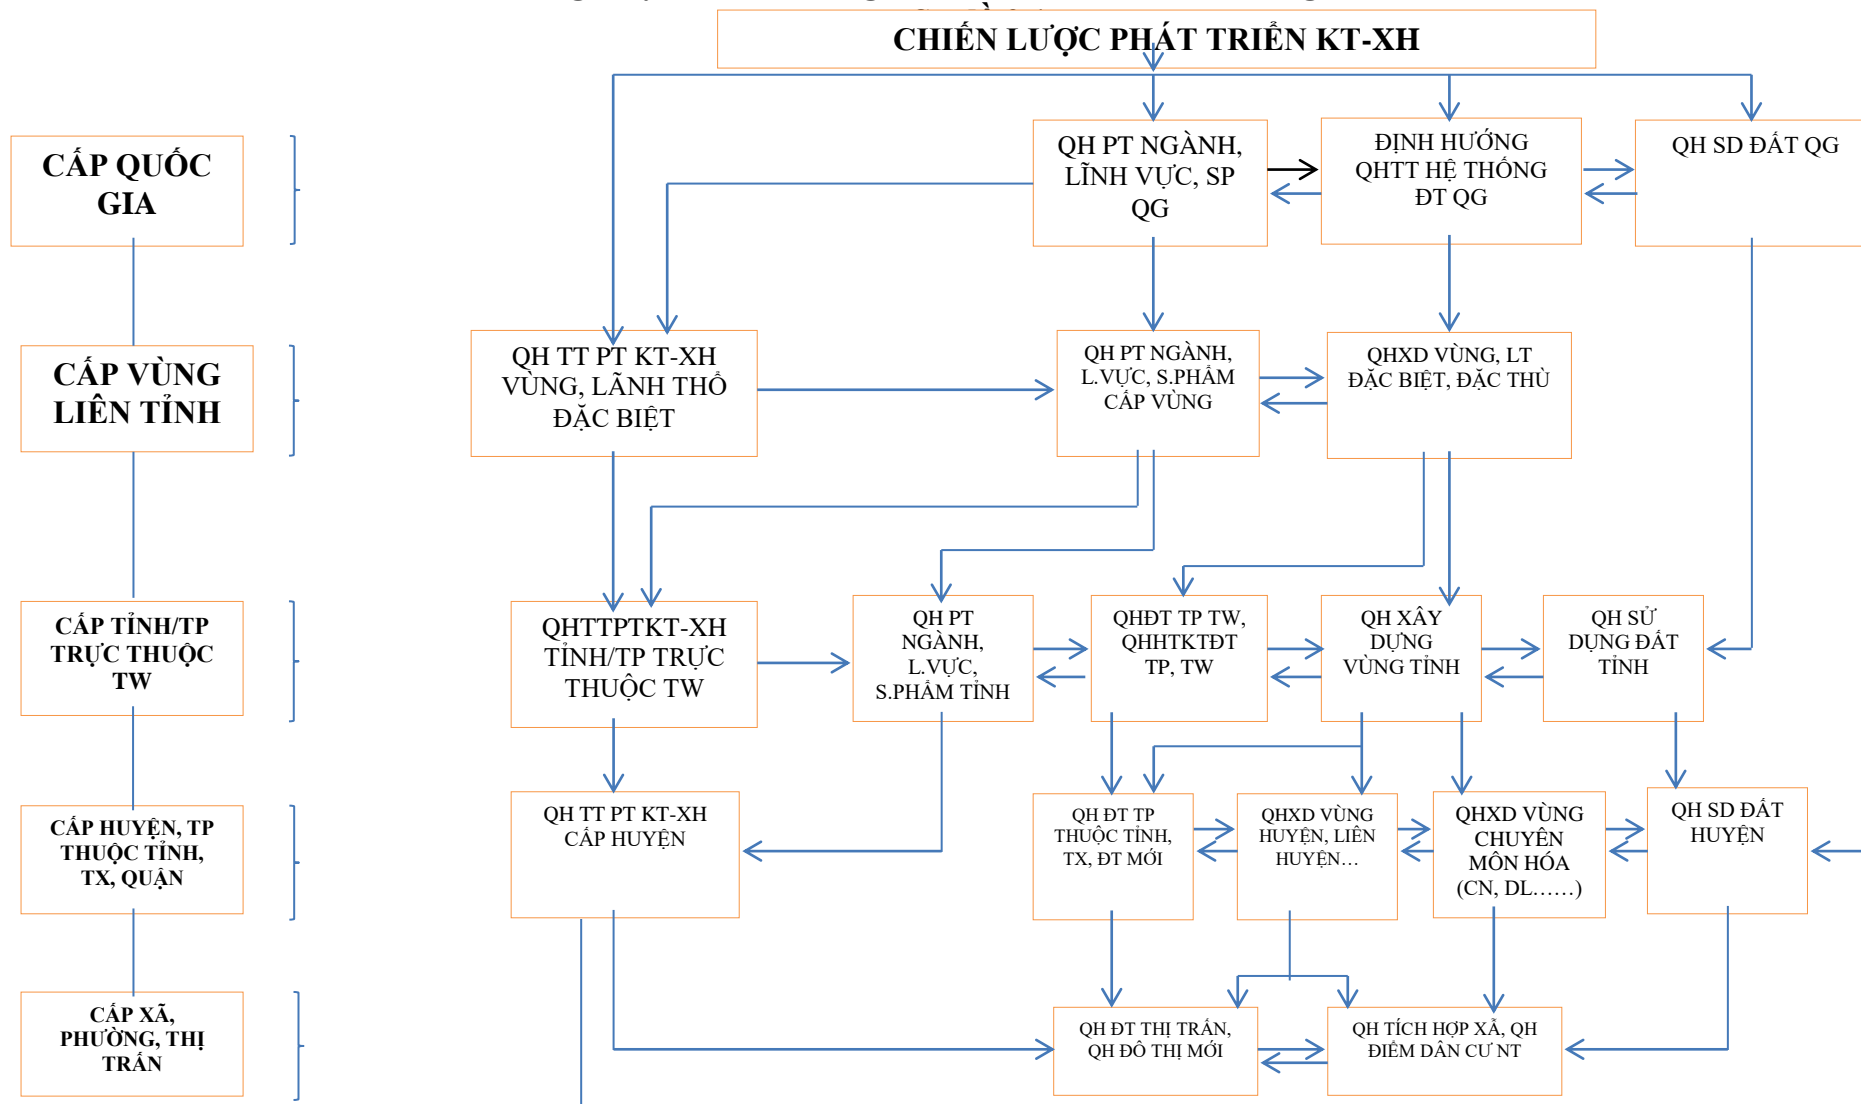 CHIẾN LƯỢC PHÁT TRIỂN KT-XH
CẤP QUỐC
GIA
QH PT NGÀNH,
LĨNH VỰC, SP
QG
ĐỊNH HƯỚNG
QHTT HỆ THỐNG
ĐT QG
QH SD ĐẤT QG
CẤP VÙNG
LIÊN TỈNH
QH TT PT KT-XH
VÙNG, LÃNH THỔ
ĐẶC BIỆT
QH PT NGÀNH,
L.VỰC, S.PHẨM
CẤP VÙNG
QHXD VÙNG, LT
ĐẶC BIỆT, ĐẶC THÙ
CẤP TỈNH/TP
TRỰC THUỘC
TW
QHTTPTKT-XH
TỈNH/TP TRỰC
THUỘC TW
QH PT
NGÀNH,
L.VỰC,
S.PHẨM TỈNH
QHĐT TP TW,
QHHTKTĐT
TP, TW
QH XÂY
DỰNG
VÙNG TỈNH
QH SỬ
DỤNG ĐẤT
TỈNH
CẤP HUYỆN, TP
THUỘC TỈNH,
TX, QUẬN
QH TT PT KT-XH
CẤP HUYỆN
QH ĐT TP
THUỘC TỈNH,
TX, ĐT MỚI
QHXD VÙNG
HUYỆN, LIÊN
HUYỆN…
QHXD VÙNG
CHUYÊN
MÔN HÓA
(CN, DL……)
QH SD ĐẤT
HUYỆN
CẤP XÃ,
PHƯỜNG, THỊ
TRẤN
QH ĐT THỊ TRẤN,
QH ĐÔ THỊ MỚI
QH TÍCH HỢP XÃ, QH
ĐIỂM DÂN CƯ NT